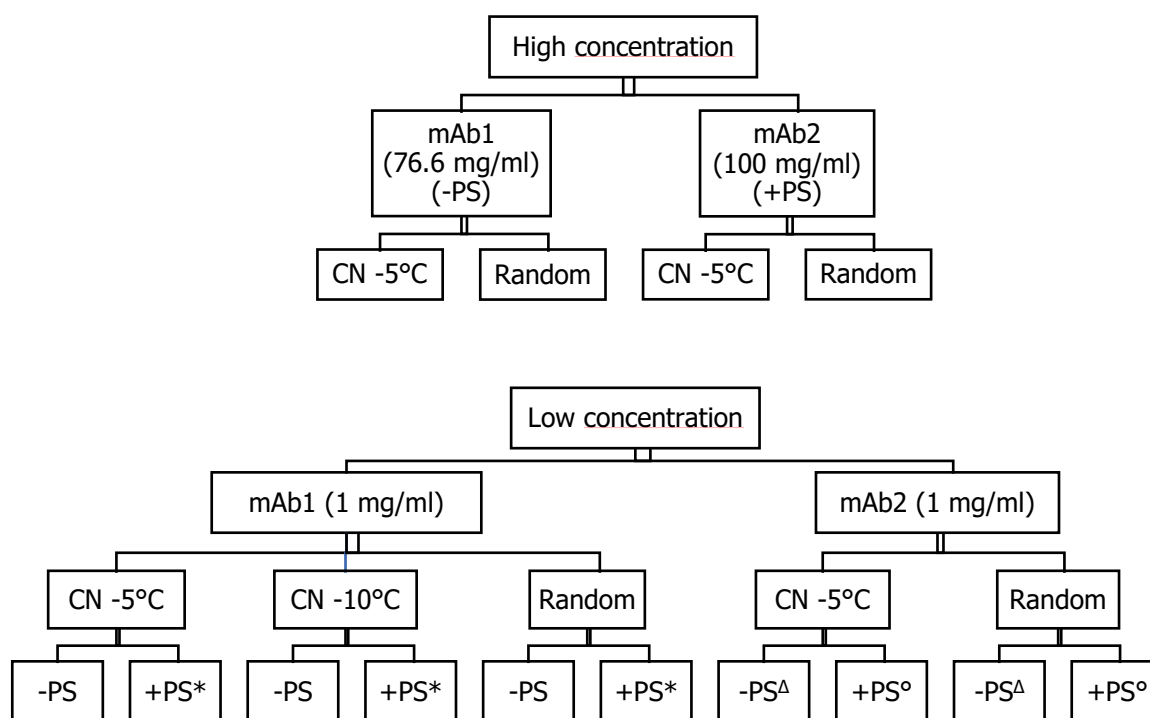 High concentration
mAb1
(76.6 mg/ml)
(-PS)
mAb2
(100 mg/ml)
(+PS)
CN -5°C
Random
CN -5°C
Random
Low concentration
mAb1 (1 mg/ml)
mAb2 (1 mg/ml)
CN -5°C
CN -10°C
Random
CN -5°C
Random
-PS
+PS*
-PS
+PS*
-PS
+PS*
-PSᐃ
+PS°
-PSᐃ
+PS°